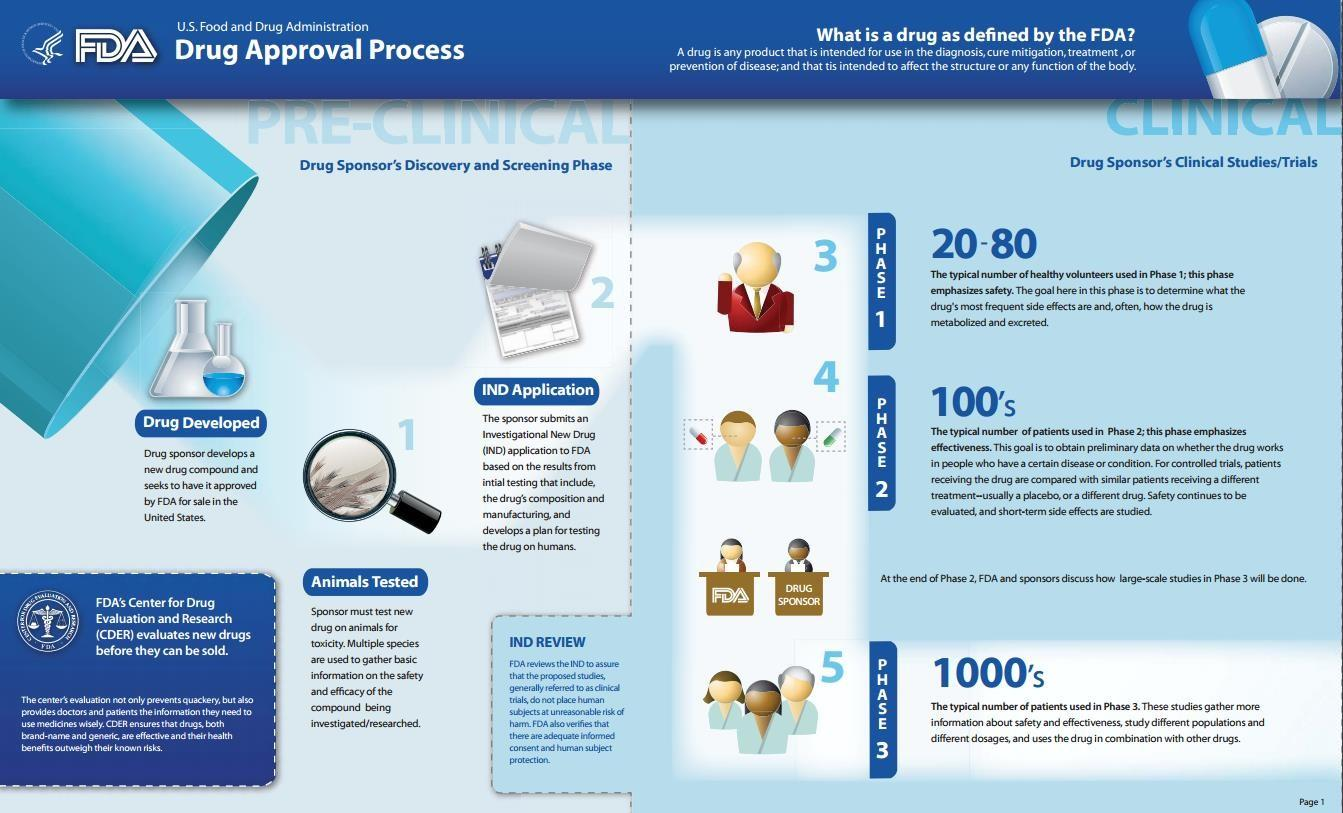 FDA
U.S. Food and Drug Administration
Drug Approval Process
What is a drug as defined by the FDA?
A drug is any product that is intended for use in the diagnosis, cure mitigation, treatment , or
prevention of disease; and that tis intended to affect the structure or any function of the body.
PRE-CLINICAL
Drug Sponsor's Discovery and Screening Phase
Drug Developed
Drug sponsor develops a
new drug compound and
seeks to have it approved
by FDA for sale in the
United States.
1
Animals Tested
Sponsor must test new
drug on animals for
toxicity. Multiple species
are used to gather basic
information on the safety
and efficacy of the
compound being
investigated/researched.
2
IND Application
The sponsor submits an
Investigational New Drug
(IND) application to FDA
based on the results from
intial testing that include,
the drug's composition and
manufacturing, and
develops a plan for testing
the drug on humans.
IND REVIEW
FDA reviews the IND to assure
that the proposed studies,
generally referred to as clinical
trials, do not place human
subjects at unreasonable risk of
harm. FDA also verifies that
there are adequate informed
consent and human subject
protection.
CENTER FOR DRUG EVALUATION AND RESEARCH
FDA
FDA's Center for Drug
Evaluation and Research
(CDER) evaluates new drugs
before they can be sold.
The center's evaluation not only prevents quackery, but also
provides doctors and patients the information they need to
use medicines wisely. CDER ensures that drugs, both
brand-name and generic, are effective and their health
benefits outweigh their known risks.
CLINICAL
Drug Sponsor's Clinical Studies/Trials
3
PHASE 1
20-80
The typical number of healthy volunteers used in Phase 1; this phase
emphasizes safety. The goal here in this phase is to determine what the
drug's most frequent side effects are and, often, how the drug is
metabolized and excreted.
4
PHASE 2
100's
The typical number of patients used in Phase 2; this phase emphasizes
effectiveness. This goal is to obtain preliminary data on whether the drug works
in people who have a certain disease or condition. For controlled trials, patients
receiving the drug are compared with similar patients receiving a different
treatment--usually a placebo, or a different drug. Safety continues to be
evaluated, and short-term side effects are studied.
FDA
DRUG
SPONSOR
At the end of Phase 2, FDA and sponsors discuss how large-scale studies in Phase 3 will be done.
5
PHASE 3
1000's
The typical number of patients used in Phase 3. These studies gather more
information about safety and effectiveness, study different populations and
different dosages, and uses the drug in combination with other drugs.
Page 1